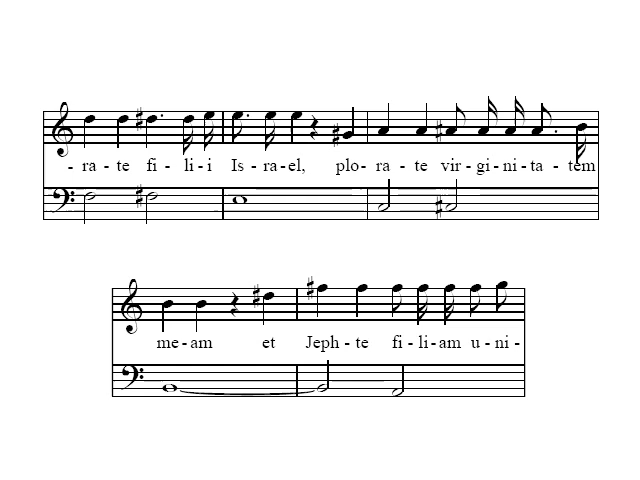 - ra - te fi - li - i Is - ra - el, plo - ra - te vir - gi - ni - ta - tem
me - am et Jeph - te fi - li - am u - ni -